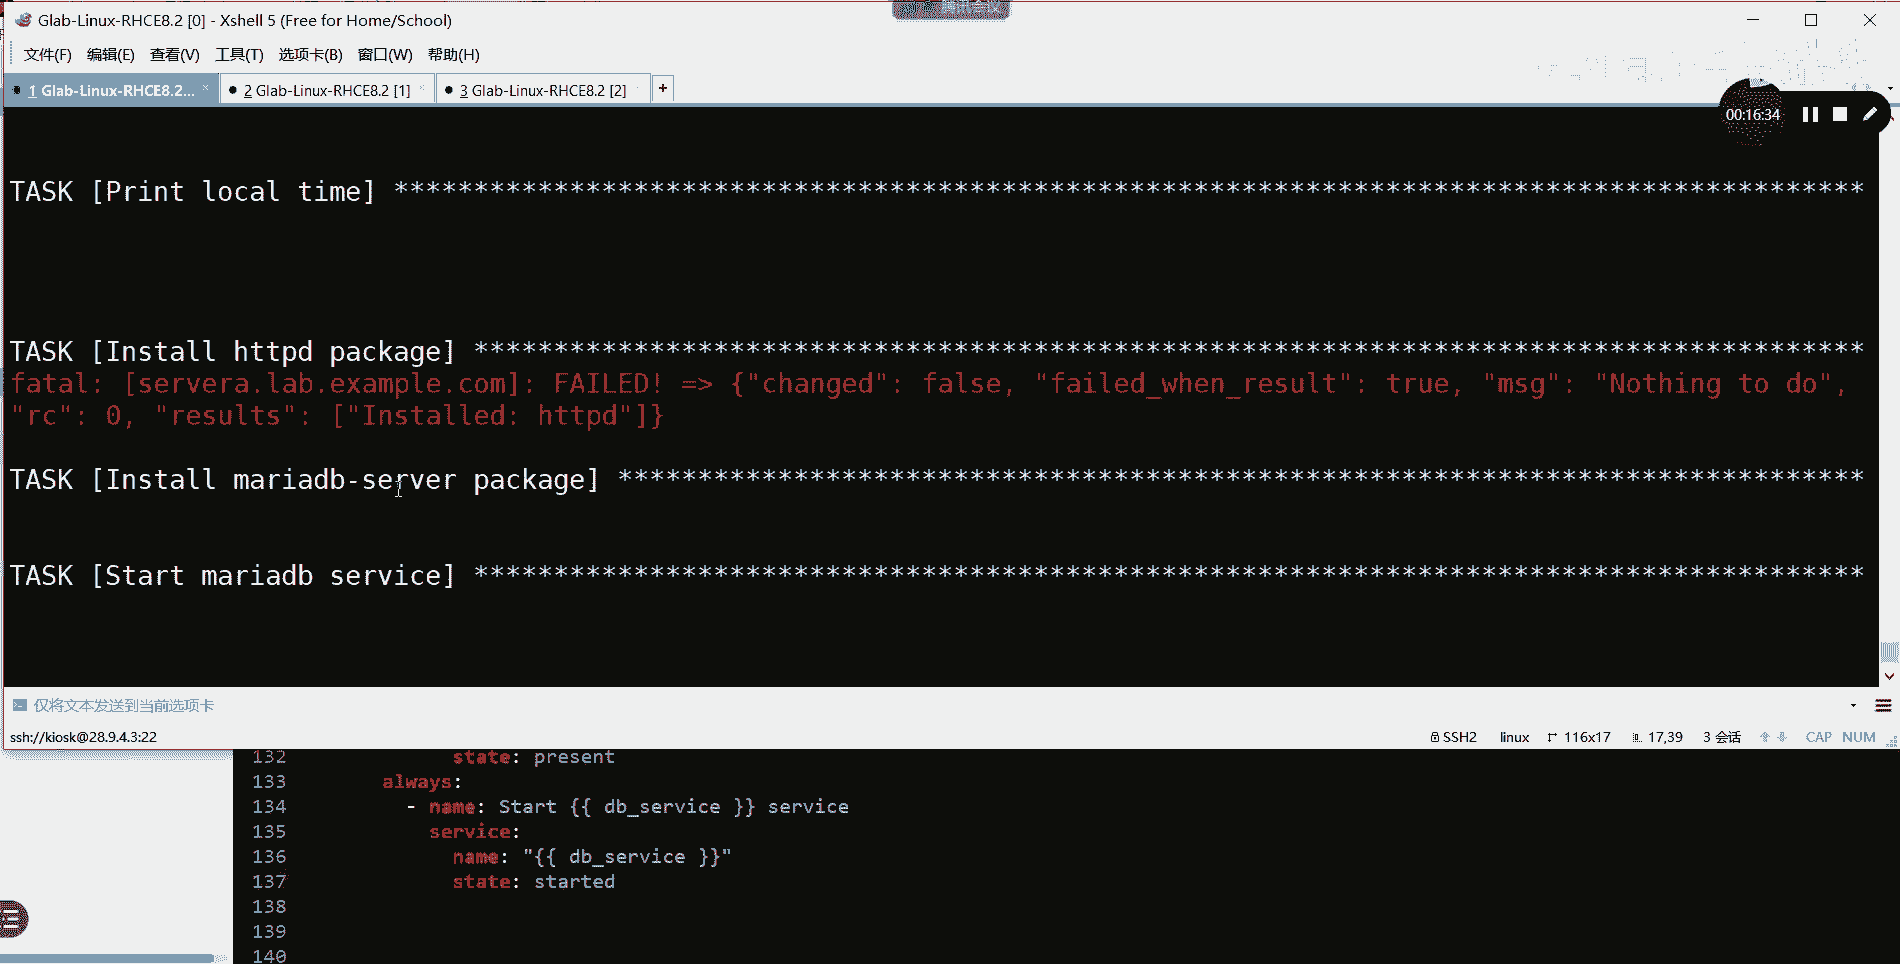 腾讯会议
Glab-Linux-RHCE8.2 [0] - Xshell 5 (Free for Home/School)
文件(F) 编辑(E) 查看(V) 工具(T) 选项卡(B) 窗口(W) 帮助(H)
1 Glab-Linux-RHCE8.2... × 2 Glab-Linux-RHCE8.2 [1] 3 Glab-Linux-RHCE8.2 [2] +
00:16:34
TASK [Print local time] ********************************************************************************************
TASK [Install httpd package] ***************************************************************************************
fatal: [servera.lab.example.com]: FAILED! => {"changed": false, "failed_when_result": true, "msg": "Nothing to do",
"rc": 0, "results": ["Installed: httpd"]}
TASK [Install mariadb-server package] ******************************************************************************
TASK [Start mariadb service] ***************************************************************************************
仅将文本发送到当前选项卡
ssh://kiosk@28.9.4.3:22 SSH2 linux 116x17 17,39 3 会话 CAP NUM
132 state: present
133 always:
134 - name: Start {{ db_service }} service
135 service:
136 name: "{{ db_service }}"
137 state: started
138
139
140